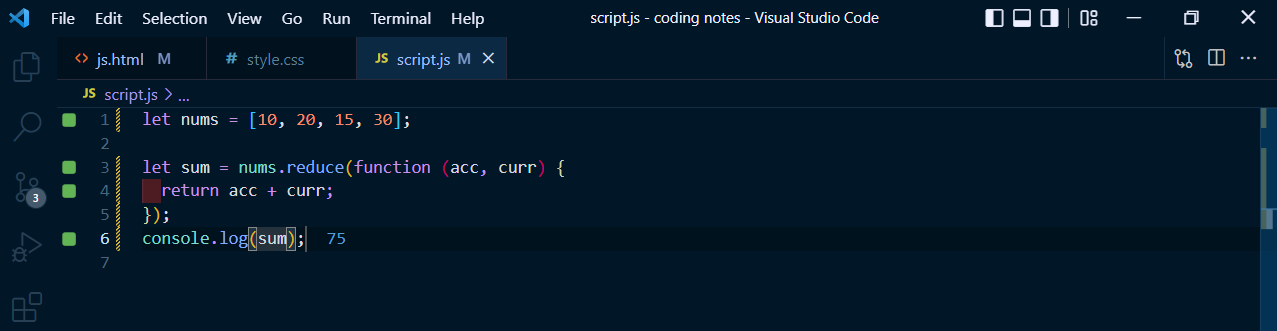 File Edit Selection View Go Run Terminal Help script.js - coding notes - Visual Studio Code
js.html M # style.css JS script.js M
JS script.js > ...
1 let nums = [10, 20, 15, 30];
2
3 let sum = nums.reduce(function (acc, curr) {
4 return acc + curr;
5 });
6 console.log(sum); 75
7
3